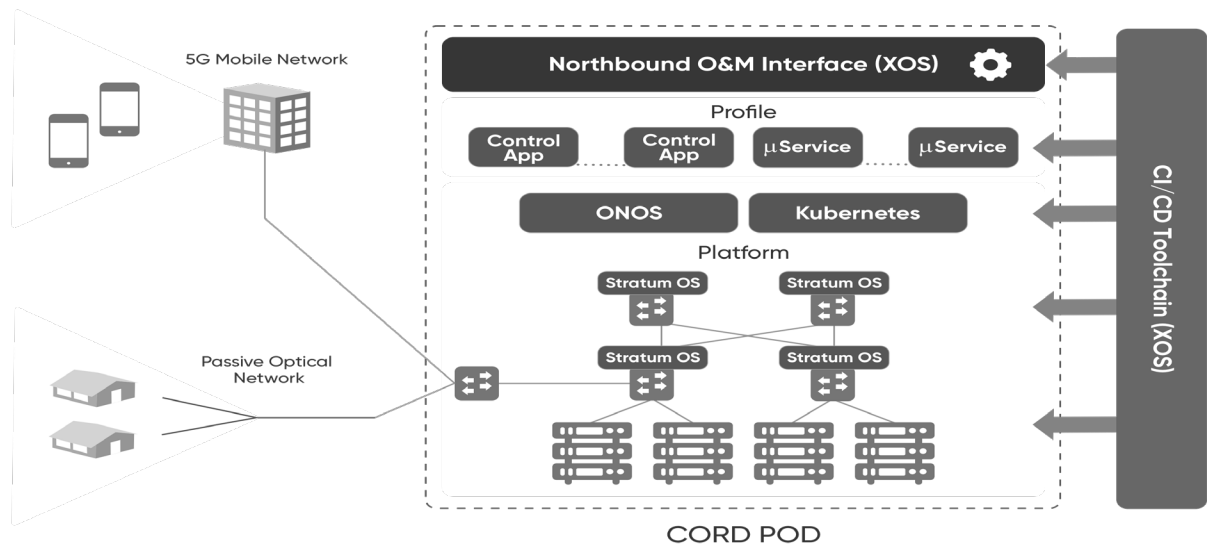 5G Mobile Network
Northbound O&M Interface (XOS)
Profile
Control
App
Control
App
μService
μService
ONOS
Kubernetes
Platform
Stratum OS
Stratum OS
Stratum OS
Stratum OS
Passive Optical
Network
CI/CD Toolchain (XOS)
CORD POD